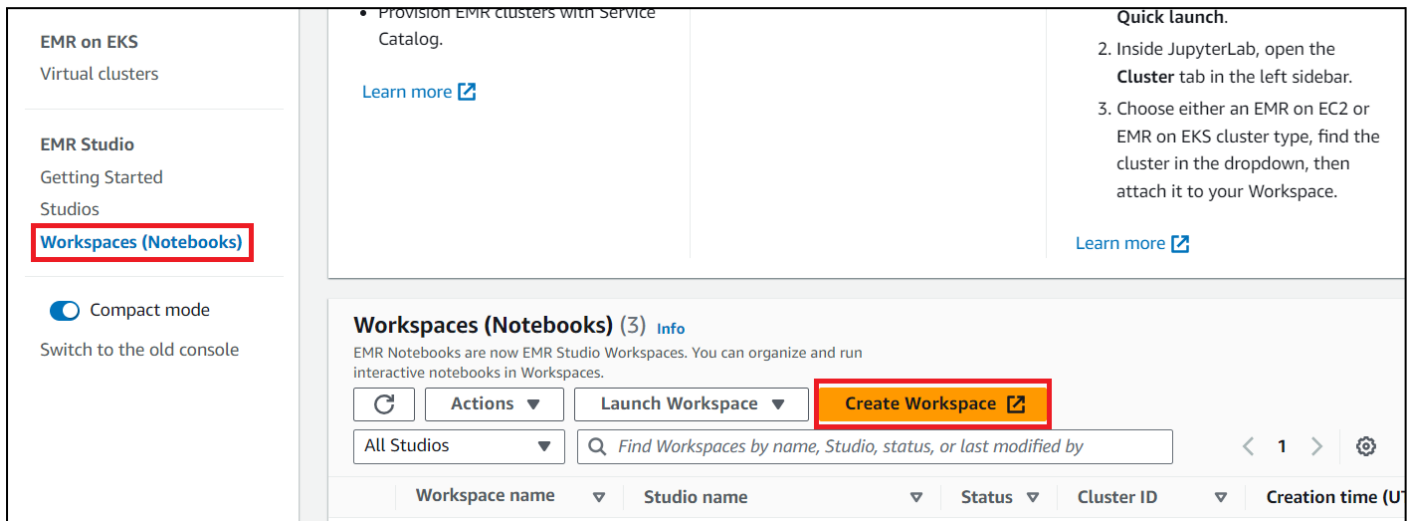 EMR on EKS
Virtual clusters
EMR Studio
Getting Started
Studios
Workspaces (Notebooks)
Compact mode
Switch to the old console
• Provision EMR clusters with Service
Catalog.
Learn more
Quick launch.
2. Inside JupyterLab, open the
Cluster tab in the left sidebar.
3. Choose either an EMR on EC2 or
EMR on EKS cluster type, find the
cluster in the dropdown, then
attach it to your Workspace.
Learn more
Workspaces (Notebooks) (3) Info
EMR Notebooks are now EMR Studio Workspaces. You can organize and run
interactive notebooks in Workspaces.
Actions Launch Workspace Create Workspace
All Studios Find Workspaces by name, Studio, status, or last modified by 1
Workspace name Studio name Status Cluster ID Creation time (UT